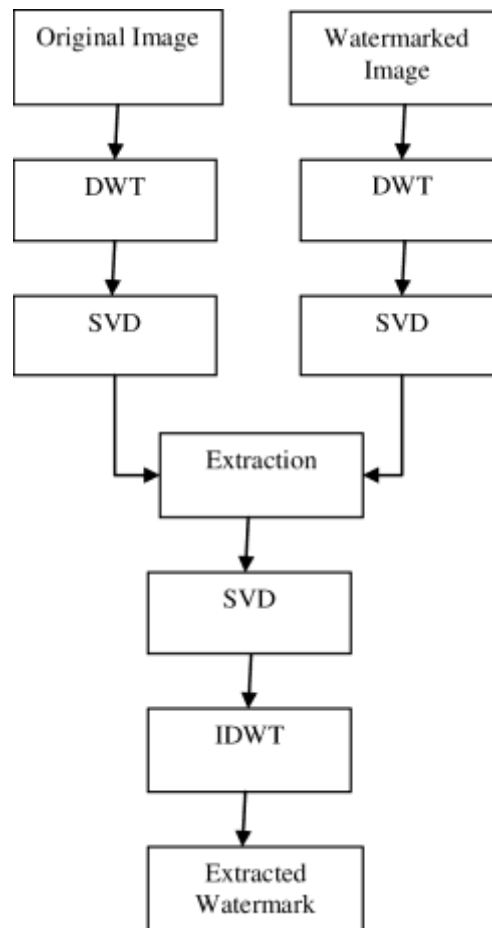 Original Image
Watermarked
Image
DWT
DWT
SVD
SVD
Extraction
SVD
IDWT
Extracted
Watermark